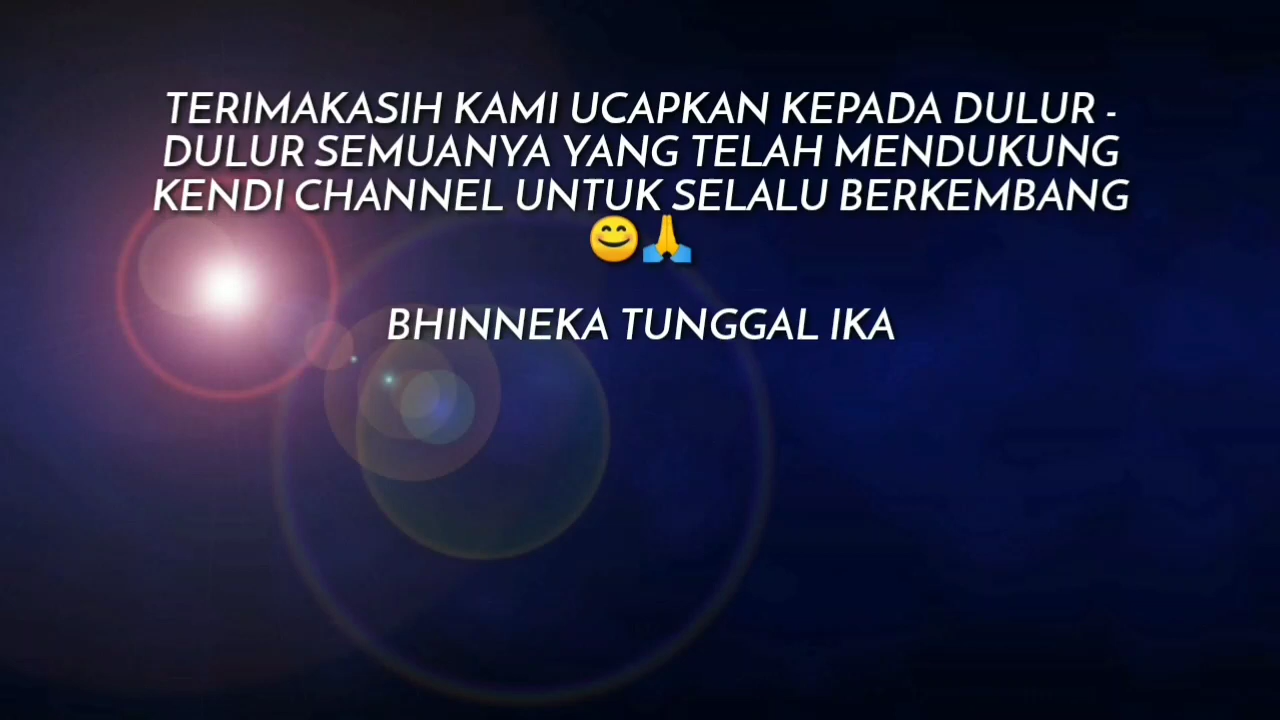 TERIMAKASIH KAMI UCAPKAN KEPADA DULUR -
DULUR SEMUANYA YANG TELAH MENDUKUNG
KENDI CHANNEL UNTUK SELALU BERKEMBANG
😊🙏
BHINNEKA TUNGGAL IKA